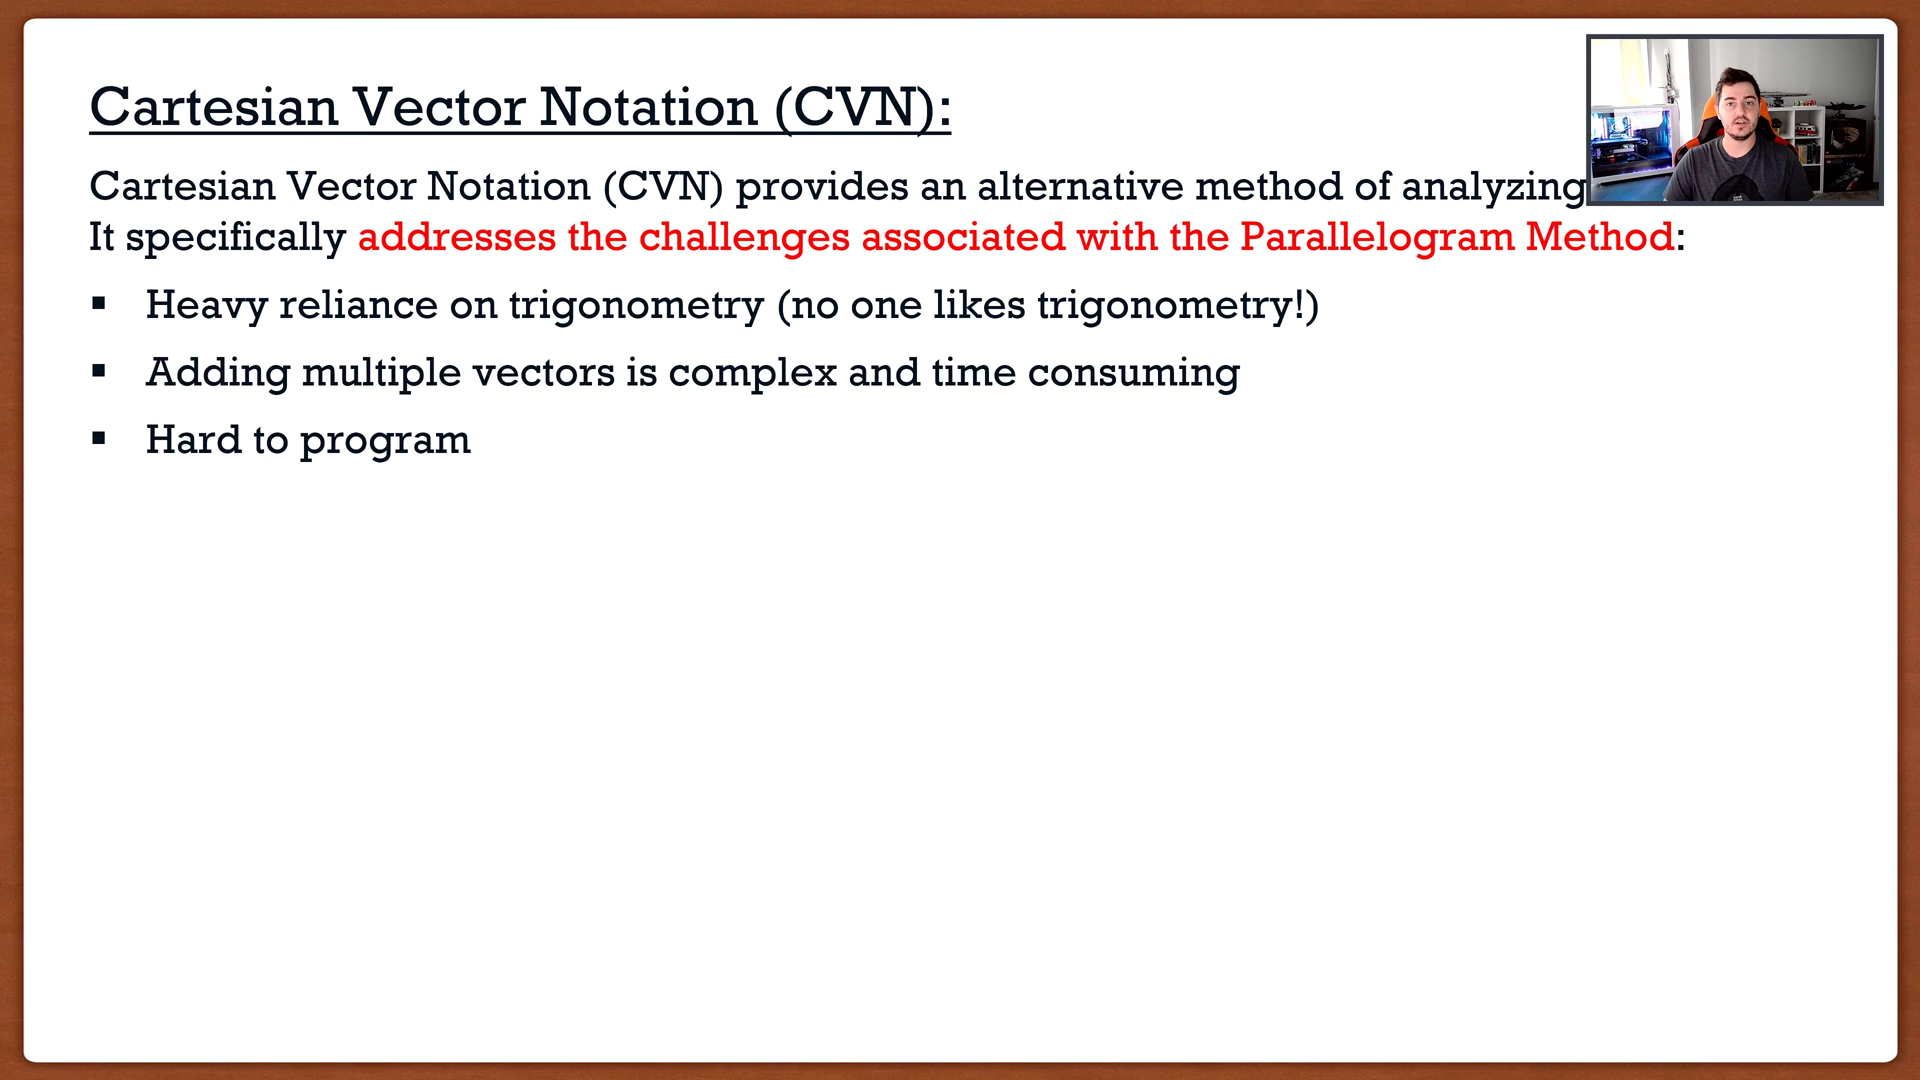 Cartesian Vector Notation (CVN):
Cartesian Vector Notation (CVN) provides an alternative method of analyzing
It specifically addresses the challenges associated with the Parallelogram Method:
▪ Heavy reliance on trigonometry (no one likes trigonometry!)
▪ Adding multiple vectors is complex and time consuming
▪ Hard to program